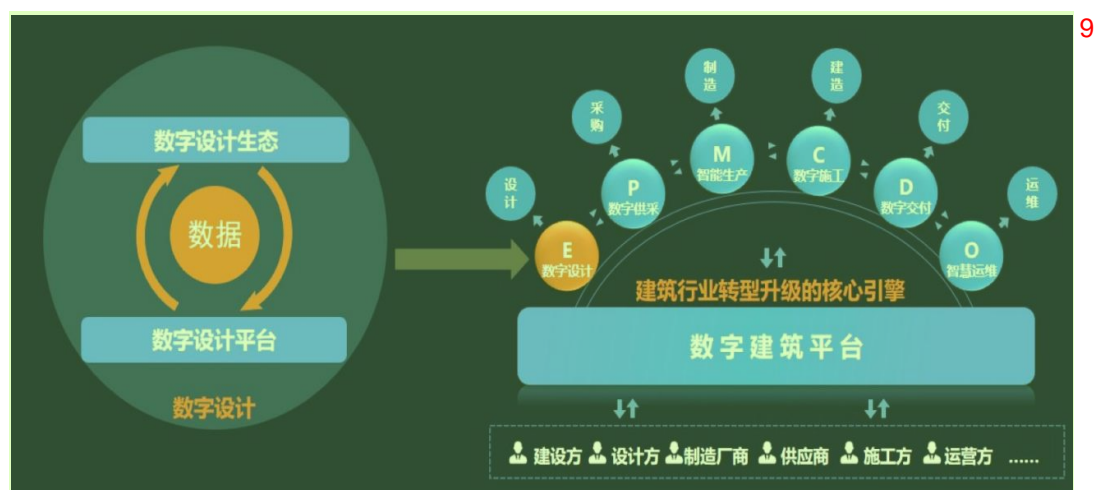 9
数字设计生态
数据
数字设计平台
数字设计
设计
采购
制造
建造
交付
运维
E
数字设计
P
数字供采
M
智能生产
C
数字施工
D
数字交付
O
智慧运维
建筑行业转型升级的核心引擎
数字建筑平台
建设方 设计方 制造厂商 供应商 施工方 运营方 ......